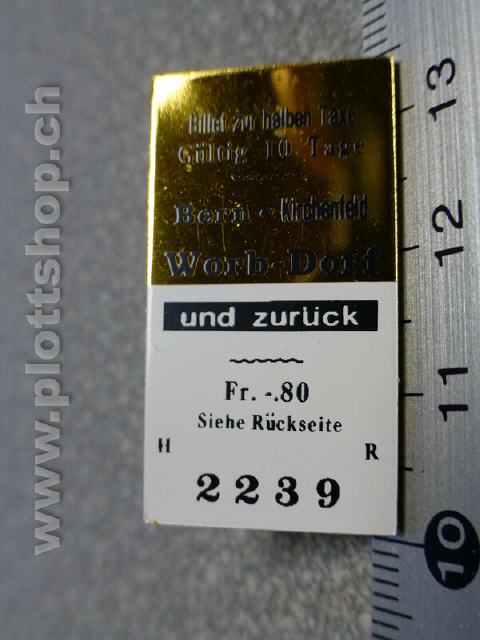 Billet zur halben Taxe
Gültig 10 Tage
Bern - Kirchenfeld
Worb-Dorf
und zurück
Fr. -.80
Siehe Rückseite
H R
2239
13
12
11
10
www.plottshop.ch